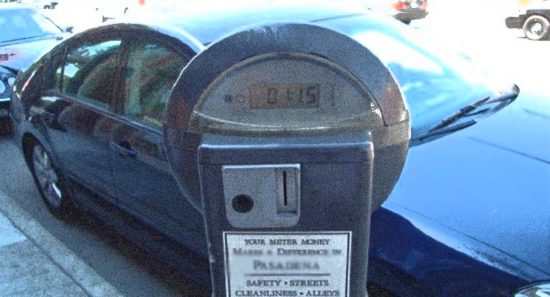 0:15
YOUR METER MONEY
MAKES A DIFFERENCE IN
PASADENA
SAFETY • STREETS
CLEANLINESS • ALLEYS